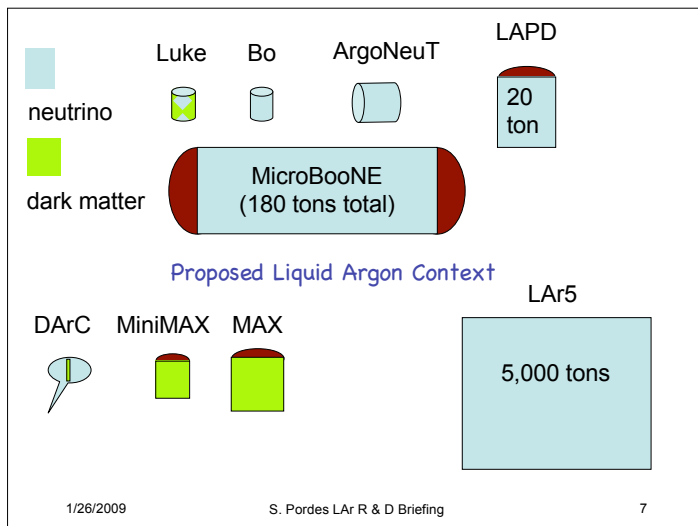 Luke Bo ArgoNeuT LAPD
neutrino
20
ton
dark matter
MicroBooNE
(180 tons total)
Proposed Liquid Argon Context
DArC MiniMAX MAX LAr5
5,000 tons
1/26/2009 S. Pordes LAr R & D Briefing 7